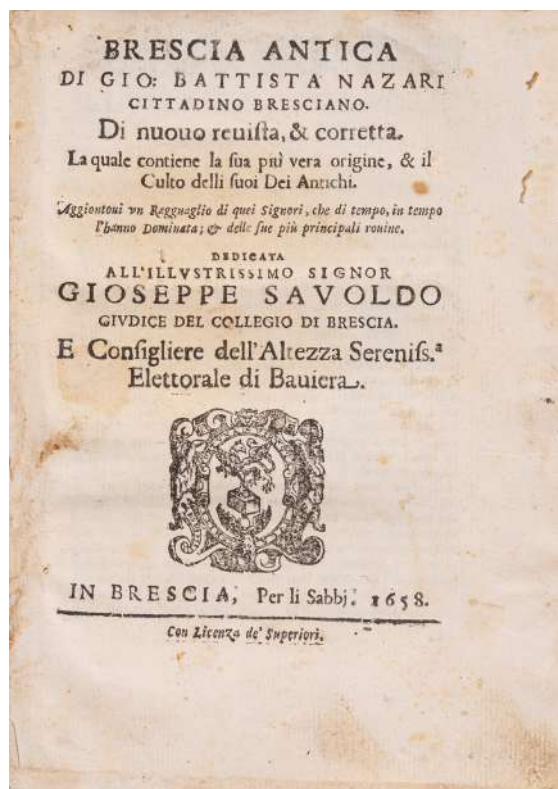 BRESCIA ANTICA
DI GIO: BATTISTA NAZARI
CITTADINO BRESCIANO.
Di nuouo reuiſta, & corretta.
La quale contiene la ſua più vera origine, & il
Culto delli ſuoi Dei Antichi.
Aggiontoui vn Ragguaglio di quei Signori, che di tempo, in tempo
l'hanno Dominata; & delle ſue più principali rouine.
DEDICATA
ALL'ILLVSTRISSIMO SIGNOR
GIOSEPPE SAVOLDO
GIVDICE DEL COLLEGIO DI BRESCIA.
E Conſigliere dell'Altezza Sereniſs.ª
Elettorale di Bauiera.
IN BRESCIA, Per li Sabbj. 1658.
Con Licenza de' Superiori.